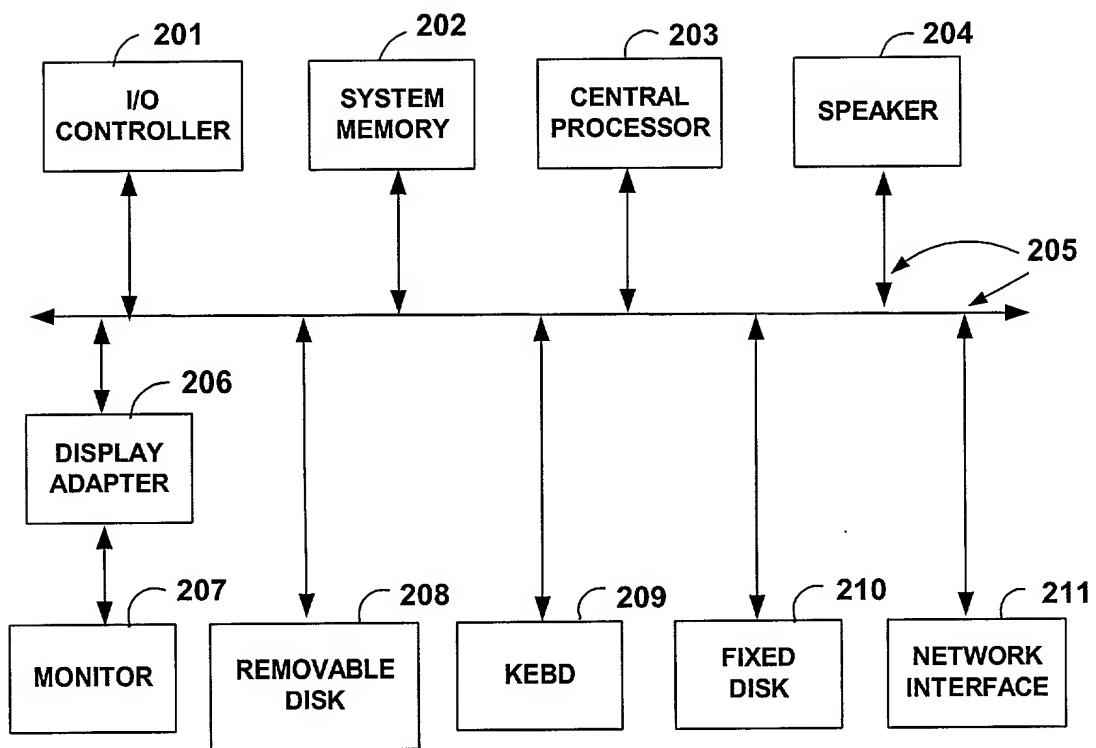 201
I/O
CONTROLLER
202
SYSTEM
MEMORY
203
CENTRAL
PROCESSOR
204
SPEAKER
205
206
DISPLAY
ADAPTER
207
MONITOR
208
REMOVABLE
DISK
209
KEBD
210
FIXED
DISK
211
NETWORK
INTERFACE